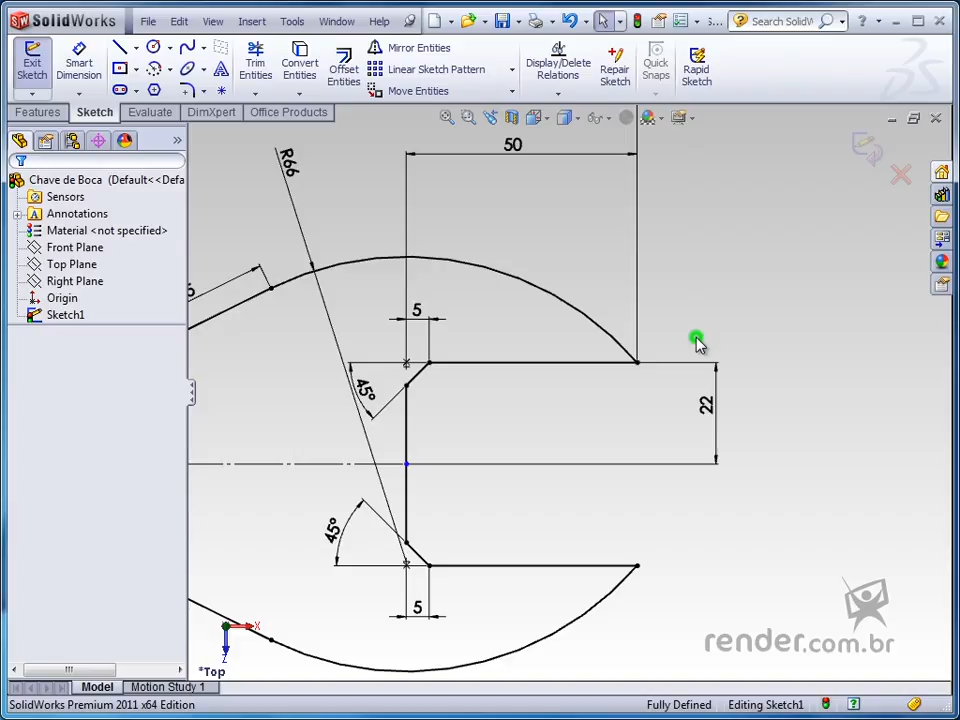 SolidWorks File Edit View Insert Tools Window Help S... Search SolidW
Exit Sketch
Smart Dimension
Trim Entities
Convert Entities
Offset Entities
Mirror Entities
Linear Sketch Pattern
Move Entities
Display/Delete Relations
Repair Sketch
Quick Snaps
Rapid Sketch
Features Sketch Evaluate DimXpert Office Products
Chave de Boca (Default<<Defa
Sensors
Annotations
Material <not specified>
Front Plane
Top Plane
Right Plane
Origin
Sketch1
50
R66
5
45°
22
45°
5
X
Z
*Top
render.com.br
Model Motion Study 1
SolidWorks Premium 2011 x64 Edition Fully Defined Editing Sketch1